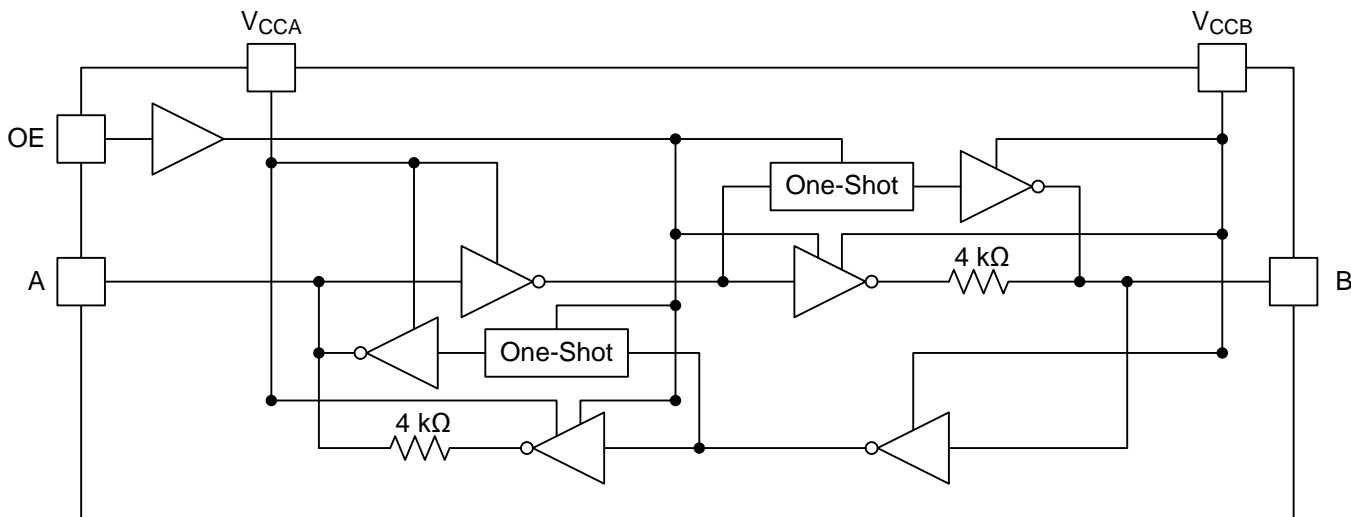 VCCA
VCCB
OE
One-Shot
4 kΩ
A
B
One-Shot
4 kΩ